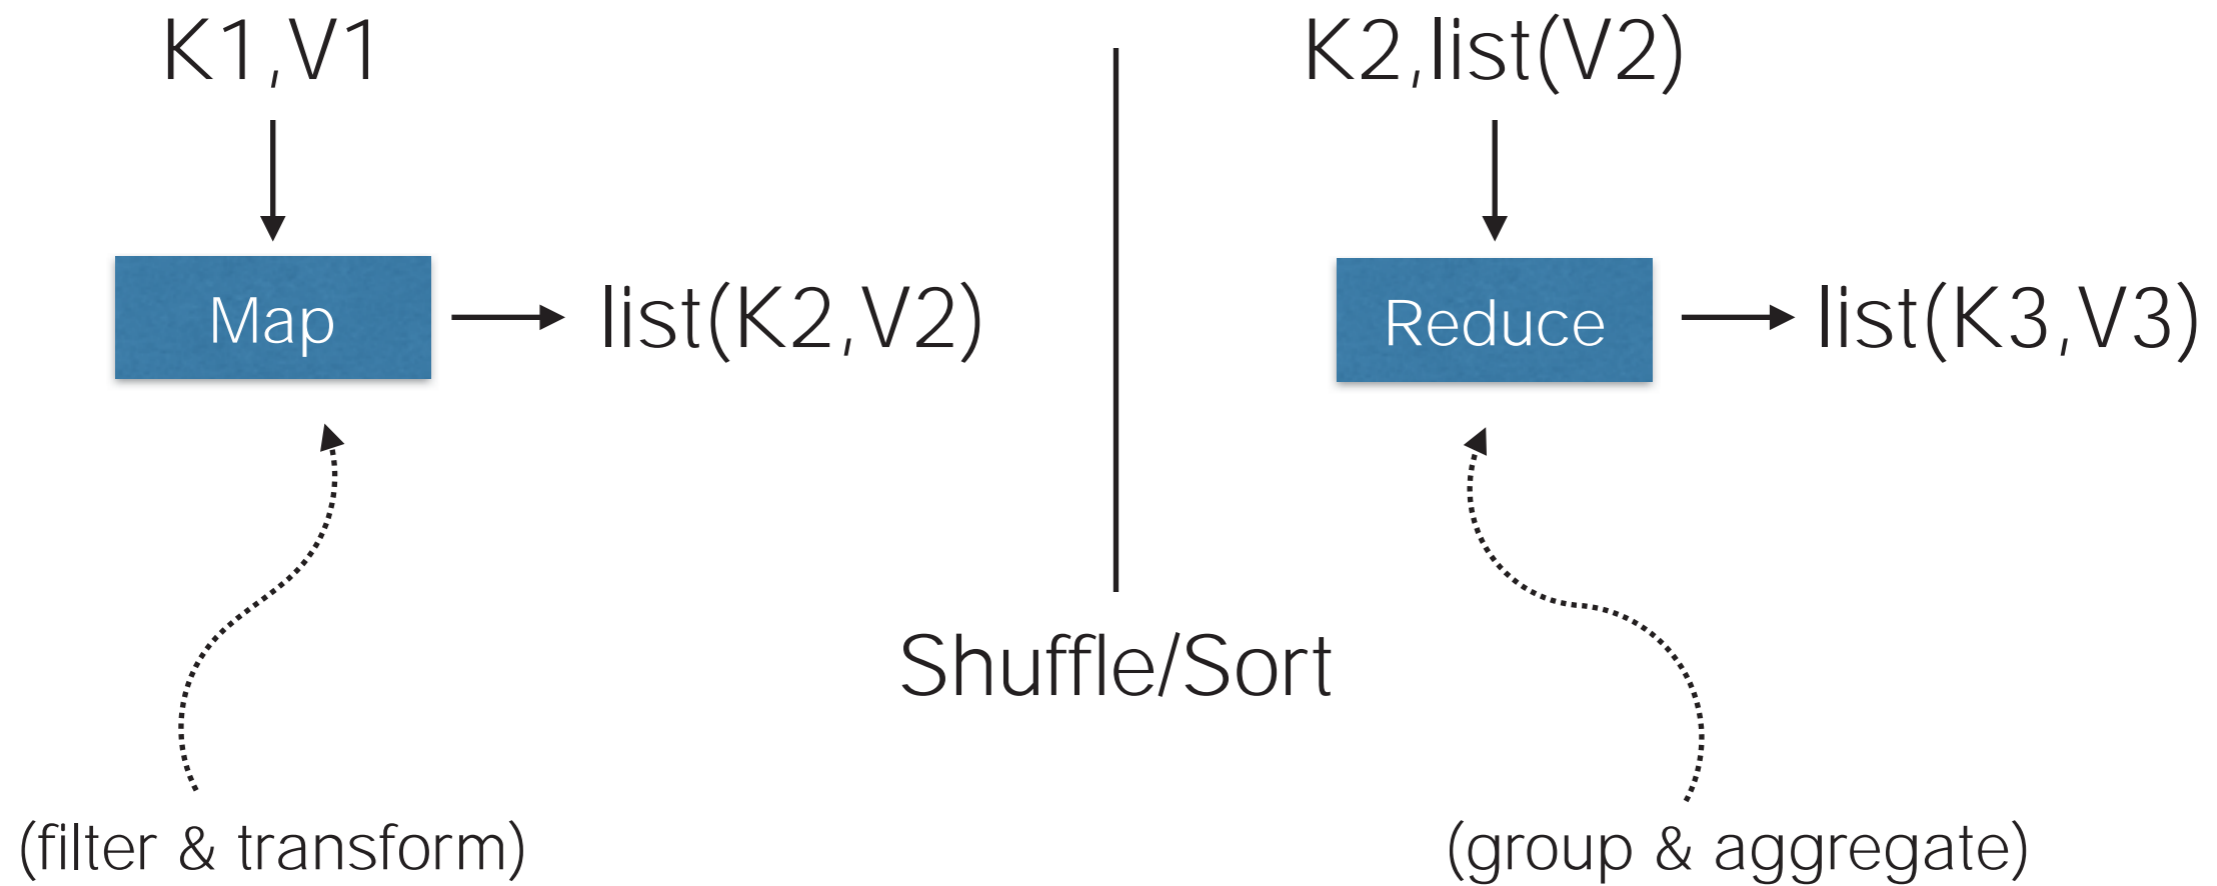 K1,V1
K2,list(V2)
Map
list(K2,V2)
Reduce
list(K3,V3)
Shuffle/Sort
(filter & transform)
(group & aggregate)